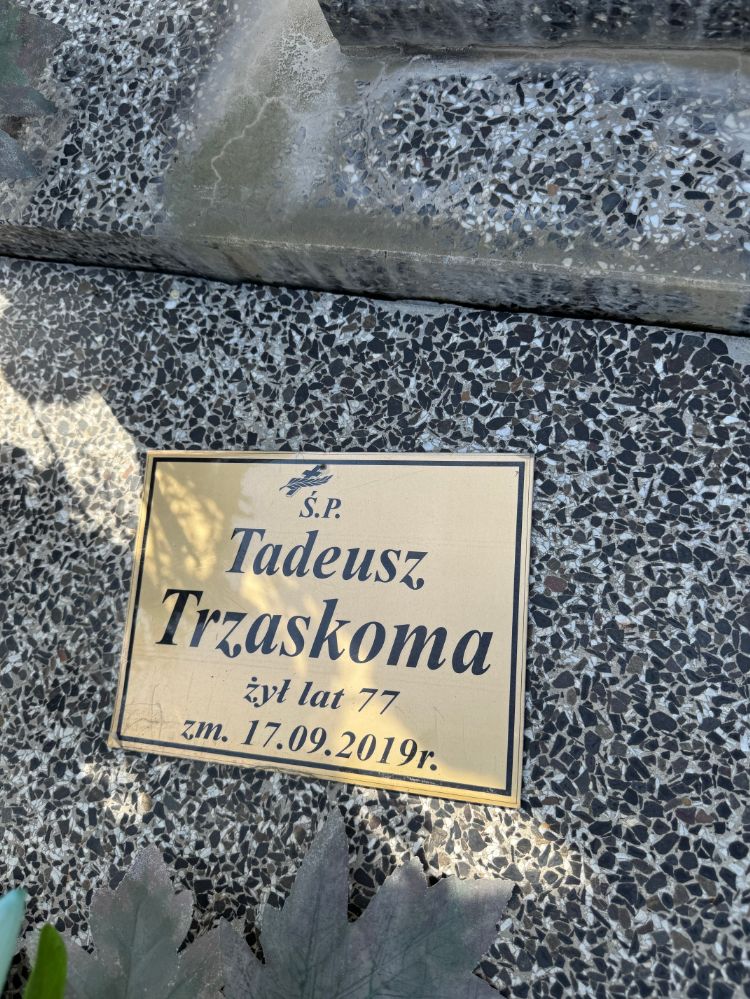 Ś.P.
Tadeusz
Trzaskoma
żył lat 77
zm. 17.09.2019r.